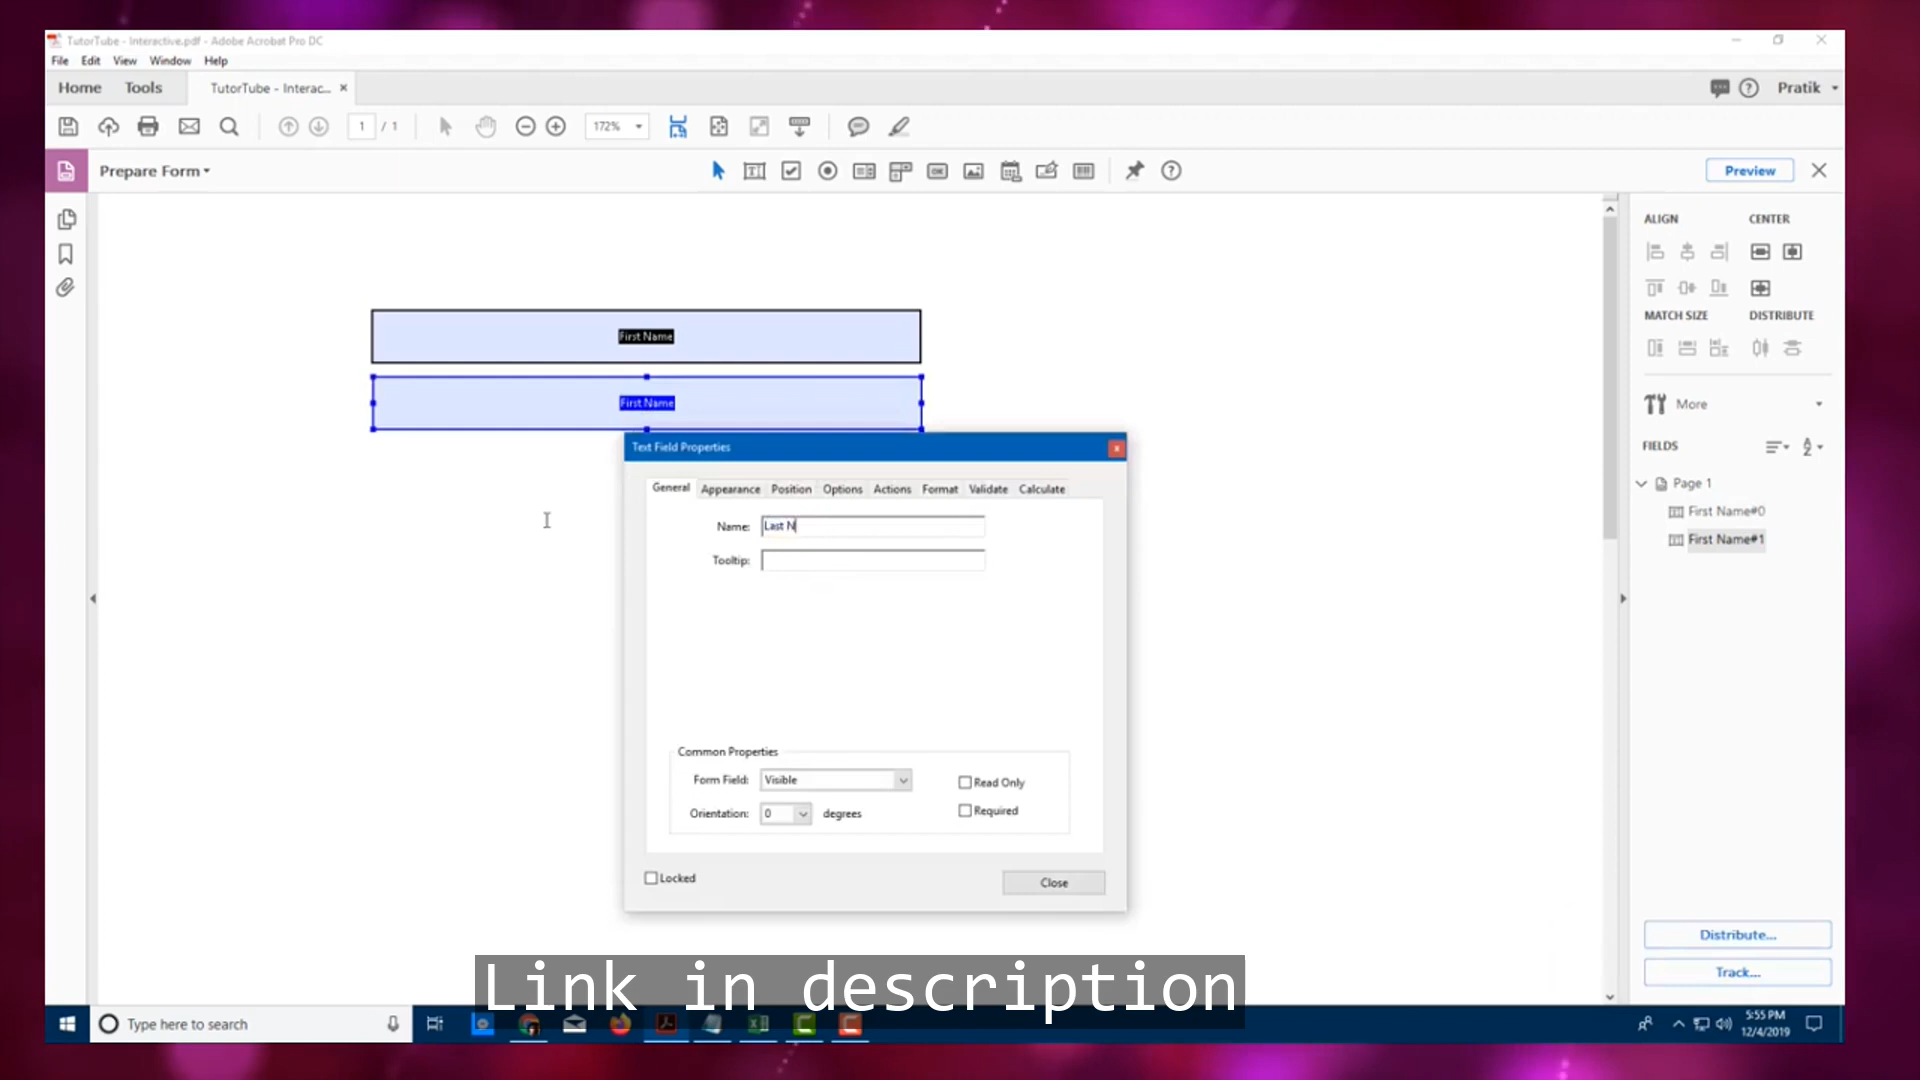 TutorTube - Interactive.pdf - Adobe Acrobat Pro DC
File Edit View Window Help
Home Tools TutorTube - Interac... × Pratik
1 / 1 172%
Prepare Form Preview
ALIGN CENTER
MATCH SIZE DISTRIBUTE
More
FIELDS
Page 1
First Name#0
First Name#1
Distribute...
Track...
First Name
First Name
Text Field Properties
General Appearance Position Options Actions Format Validate Calculate
Name: Last N
Tooltip:
Common Properties
Form Field: Visible Read Only
Orientation: 0 degrees Required
Locked Close
Link in description
Type here to search
5:55 PM
12/4/2019